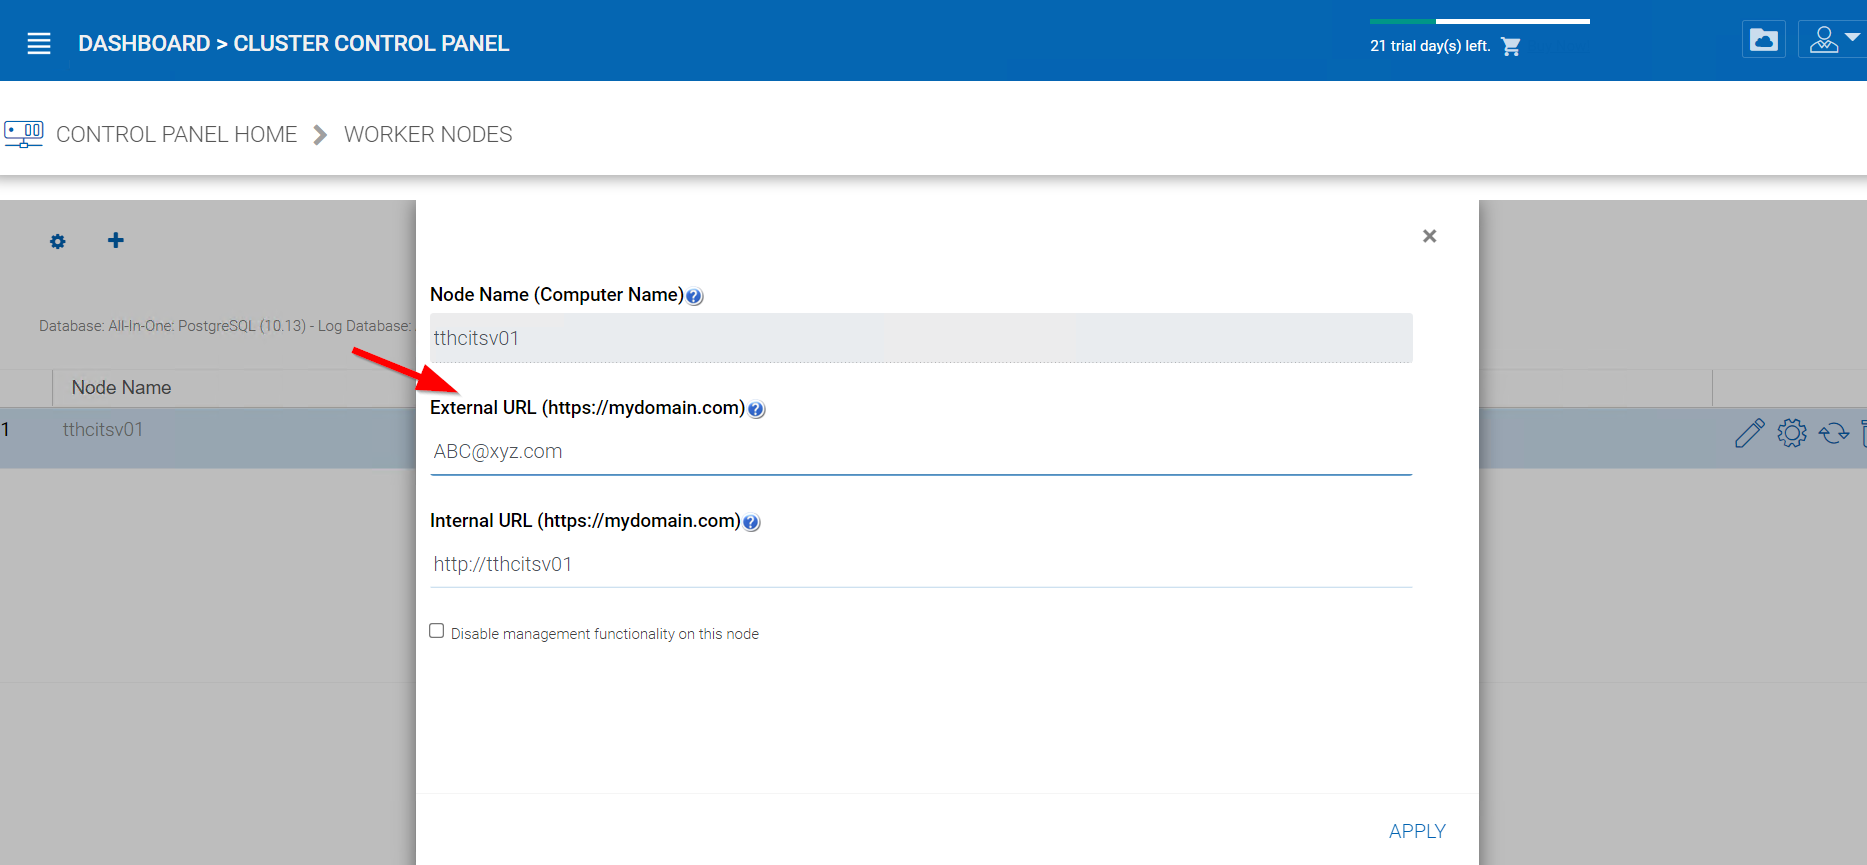 DASHBOARD > CLUSTER CONTROL PANEL
21 trial day(s) left.
CONTROL PANEL HOME
WORKER NODES
×
Node Name (Computer Name)
tthcitsv01
Database: All-In-One: PostgreSQL (10.13) - Log Database:
External URL (https://mydomain.com)
ABC@xyz.com
Node Name
1
tthcitsv01
Internal URL (https://mydomain.com)
http://tthcitsv01
Disable management functionality on this node
APPLY